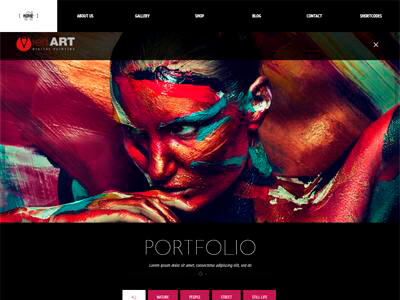 HOME
ABOUT US
GALLERY
SHOP
BLOG
CONTACT
SHORTCODES
ART
DIGITAL PAINTING
PORTFOLIO
Lorem ipsum dolor sit amet, consectetur adipiscing elit, sed do
ALL
NATURE
PEOPLE
STREET
STILL LIFE